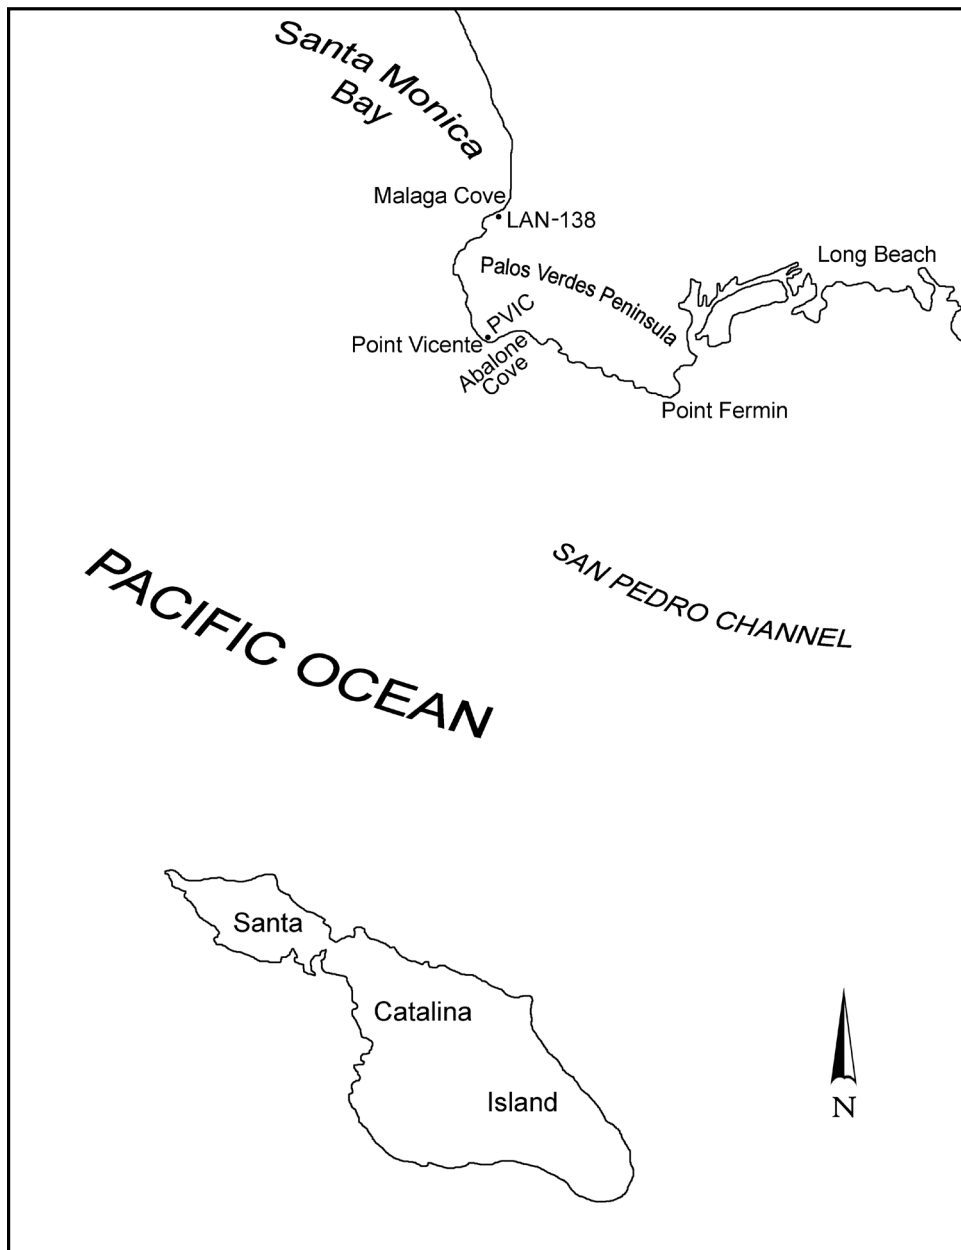 Santa Monica
Bay
Malaga Cove
LAN-138
Long Beach
Palos Verdes Peninsula
PVIC
Point Vicente
Abalone
Cove
Point Fermin
SAN PEDRO CHANNEL
PACIFIC OCEAN
Santa
Catalina
Island
N